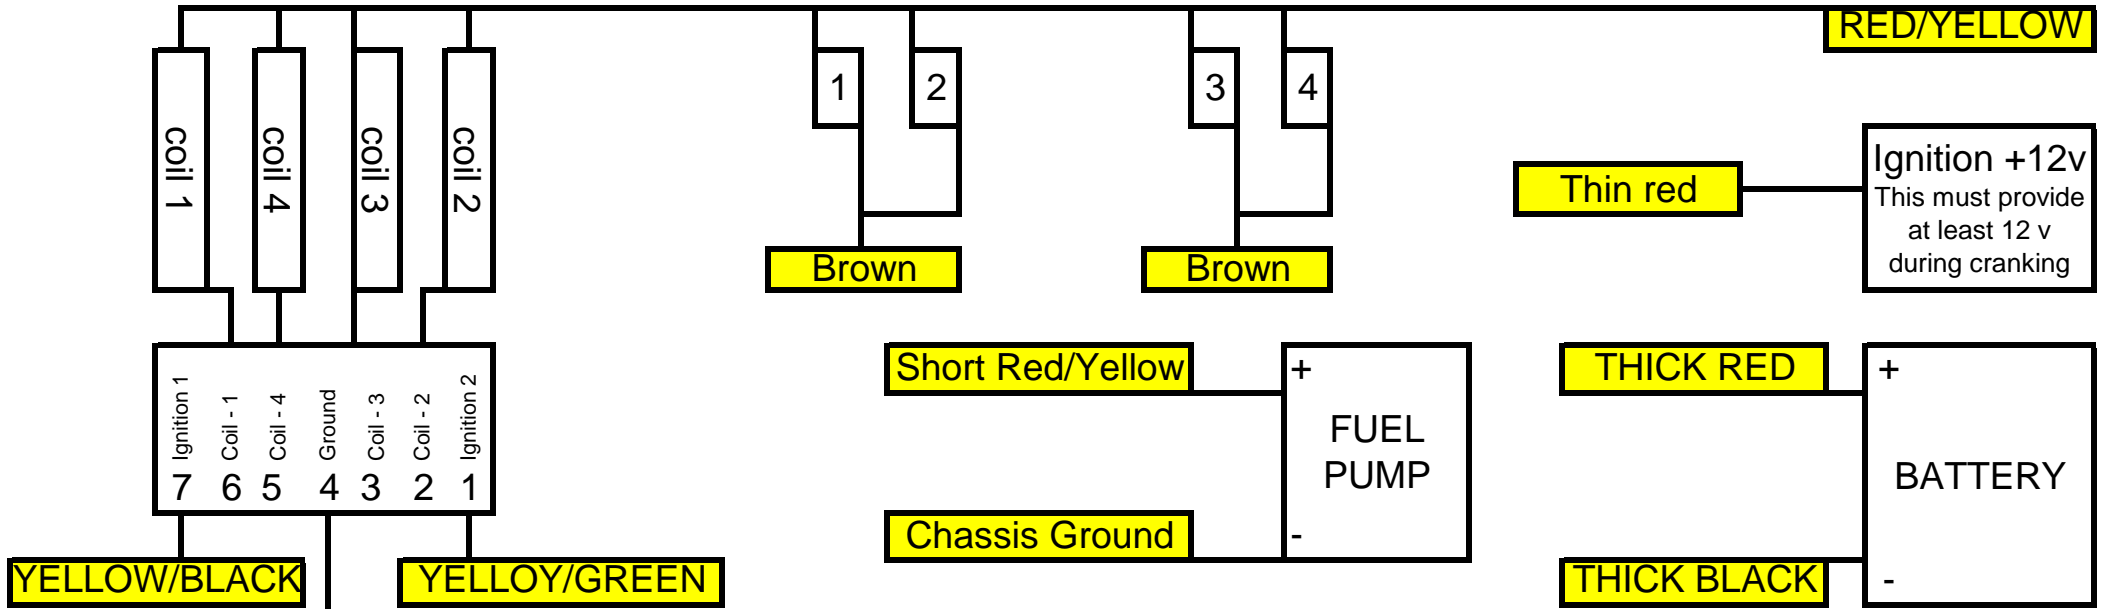 RED/YELLOW
coil 1
coil 4
coil 3
coil 2
1
2
3
4
Thin red
Ignition +12v
This must provide
at least 12 v
during cranking
Brown
Brown
Ignition 1
Coil - 1
Coil - 4
Ground
Coil - 3
Coil - 2
Ignition 2
7 6 5 4 3 2 1
YELLOW/BLACK
YELLOY/GREEN
Short Red/Yellow
+
FUEL
PUMP
Chassis Ground
-
THICK RED
+
BATTERY
THICK BLACK
-